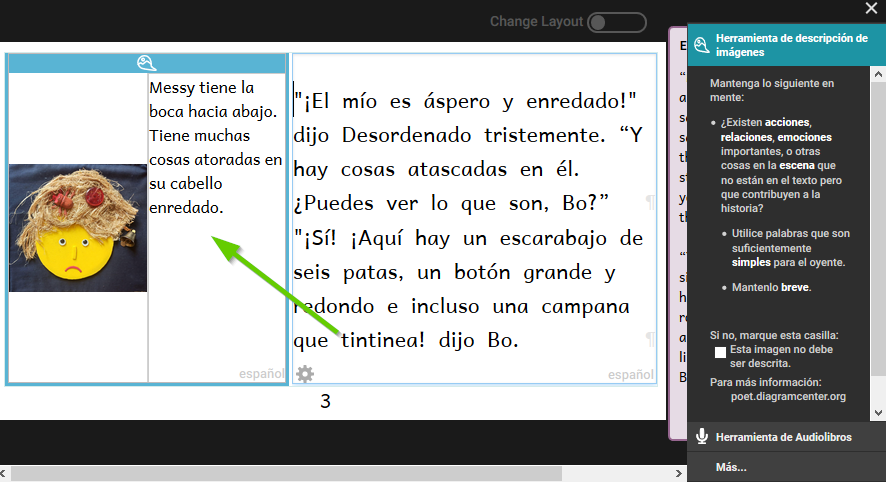 Change Layout
Messy tiene la
boca hacia abajo.
Tiene muchas
cosas atoradas en
su cabello
enredado.
español
"¡El mío es áspero y enredado!"
dijo Desordenado tristemente. “Y
hay cosas atascadas en él.
¿Puedes ver lo que son, Bo?”
"¡Sí! ¡Aquí hay un escarabajo de
seis patas, un botón grande y
redondo e incluso una campana
que tintinea! dijo Bo.
español
3
Herramienta de descripción de
imágenes
Mantenga lo siguiente en
mente:
¿Existen acciones,
relaciones, emociones
importantes, o otras
cosas en la escena que
no están en el texto pero
que contribuyen a la
historia?
Utilice palabras que son
suficientemente
simples para el oyente.
Mantenlo breve.
Si no, marque esta casilla:
Esta imagen no debe
ser descrita.
Para más información:
poet.diagramcenter.org
Herramienta de Audiolibros
Más...